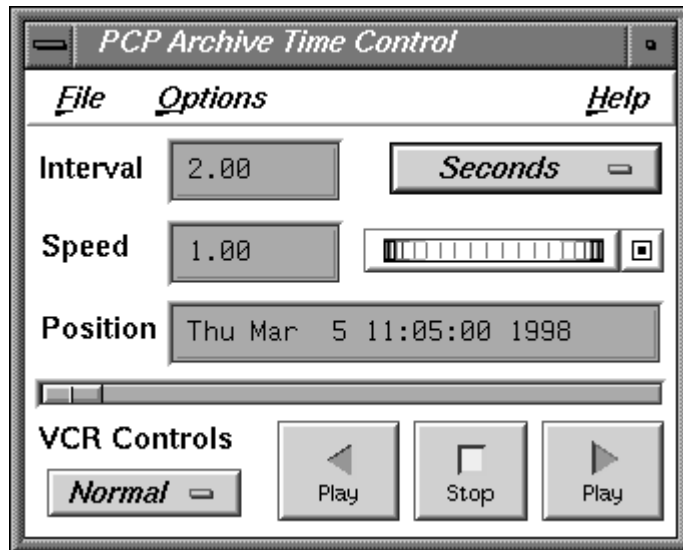 PCP Archive Time Control
File Options Help
Interval 2.00 Seconds
Speed 1.00
Position Thu Mar  5 11:05:00 1998
VCR Controls
Normal Play Stop Play